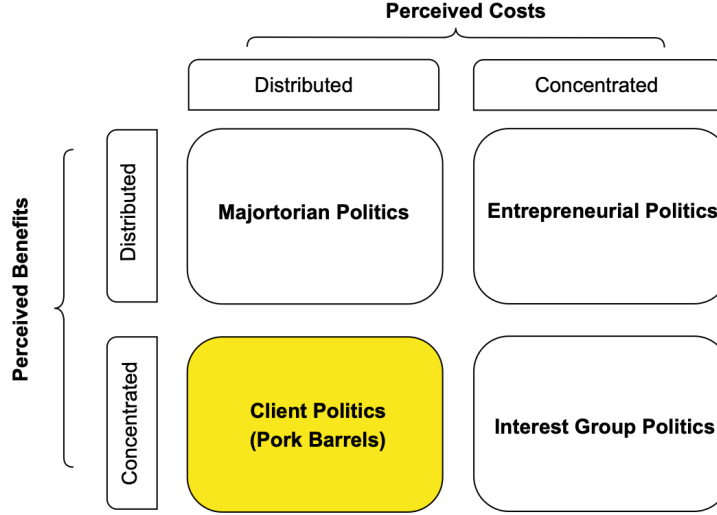 Perceived Costs
Distributed
Concentrated
Perceived Benefits
Distributed
Majortorian Politics
Entrepreneurial Politics
Concentrated
Client Politics
(Pork Barrels)
Interest Group Politics